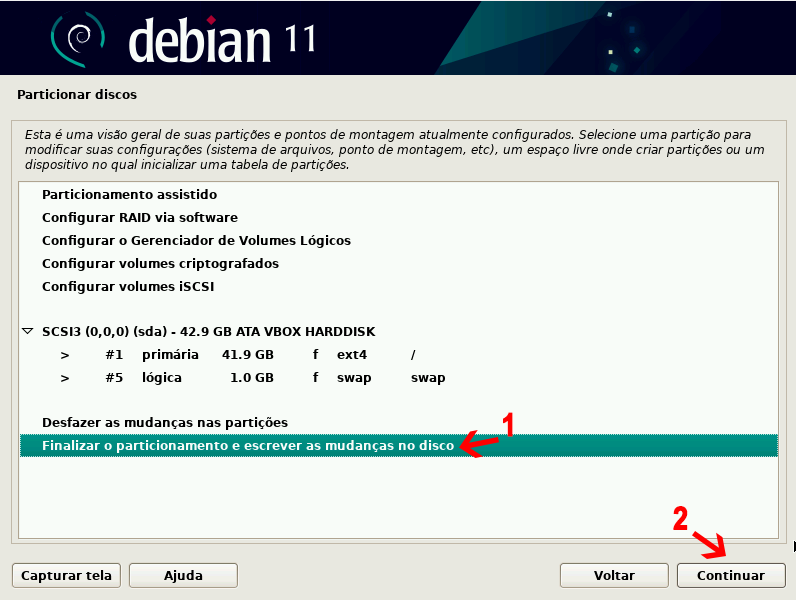 debian 11
Particionar discos
Esta é uma visão geral de suas partições e pontos de montagem atualmente configurados. Selecione uma partição para
modificar suas configurações (sistema de arquivos, ponto de montagem, etc), um espaço livre onde criar partições ou um
dispositivo no qual inicializar uma tabela de partições.
Particionamento assistido
Configurar RAID via software
Configurar o Gerenciador de Volumes Lógicos
Configurar volumes criptografados
Configurar volumes iSCSI
SCSI3 (0,0,0) (sda) - 42.9 GB ATA VBOX HARDDISK
> #1 primária 41.9 GB f ext4 /
> #5 lógica 1.0 GB f swap swap
Desfazer as mudanças nas partições
Finalizar o particionamento e escrever as mudanças no disco 1
2
Capturar tela Ajuda Voltar Continuar